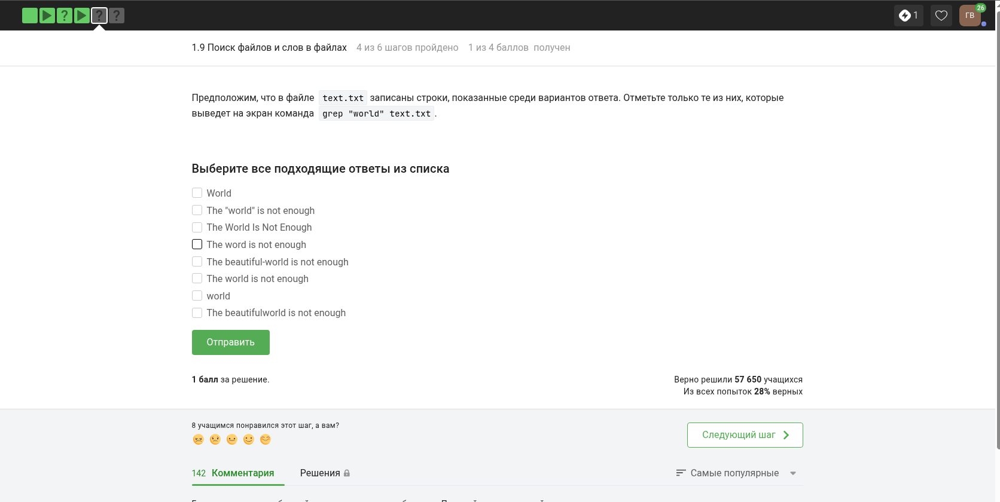 1
ГВ
26
1.9 Поиск файлов и слов в файлах 4 из 6 шагов пройдено 1 из 4 баллов получен
Предположим, что в файле text.txt записаны строки, показанные среди вариантов ответа. Отметьте только те из них, которые
выведет на экран команда grep "world" text.txt.
Выберите все подходящие ответы из списка
World
The "world" is not enough
The World Is Not Enough
The word is not enough
The beautiful-world is not enough
The world is not enough
world
The beautifulworld is not enough
Отправить
1 балл за решение.
Верно решили 57 650 учащихся
Из всех попыток 28% верных
8 учащимся понравился этот шаг, а вам?
Следующий шаг
142 Комментария Решения Самые популярные